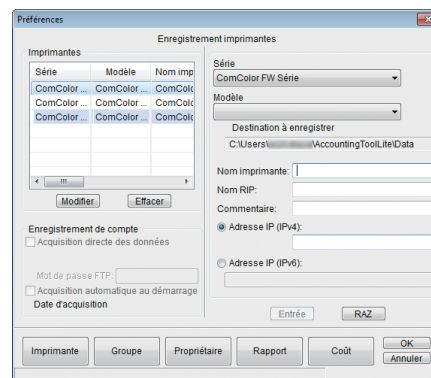 Préférences
Enregistrement imprimantes
Imprimantes
Série Modèle Nom imp
ComColor ... ComColor ... ComColc
ComColor ... ComColor ... ComColc
ComColor ... ComColor ... ComColc
Modifier Effacer
Enregistrement de compte
Acquisition directe des données
Mot de passe FTP:
Acquisition automatique au démarrage
Date d'acquisition
Série
ComColor FW Série
Modèle
Destination à enregistrer
C:\Users\ \AccountingToolLite\Data
Nom imprimante:
Nom RIP:
Commentaire:
Adresse IP (IPv4):
Adresse IP (IPv6):
Entrée RAZ
Imprimante Groupe Propriétaire Rapport Coût OK
Annuler